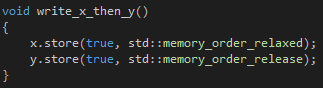 void write_x_then_y()
{
    x.store(true, std::memory_order_relaxed);
    y.store(true, std::memory_order_release);
}